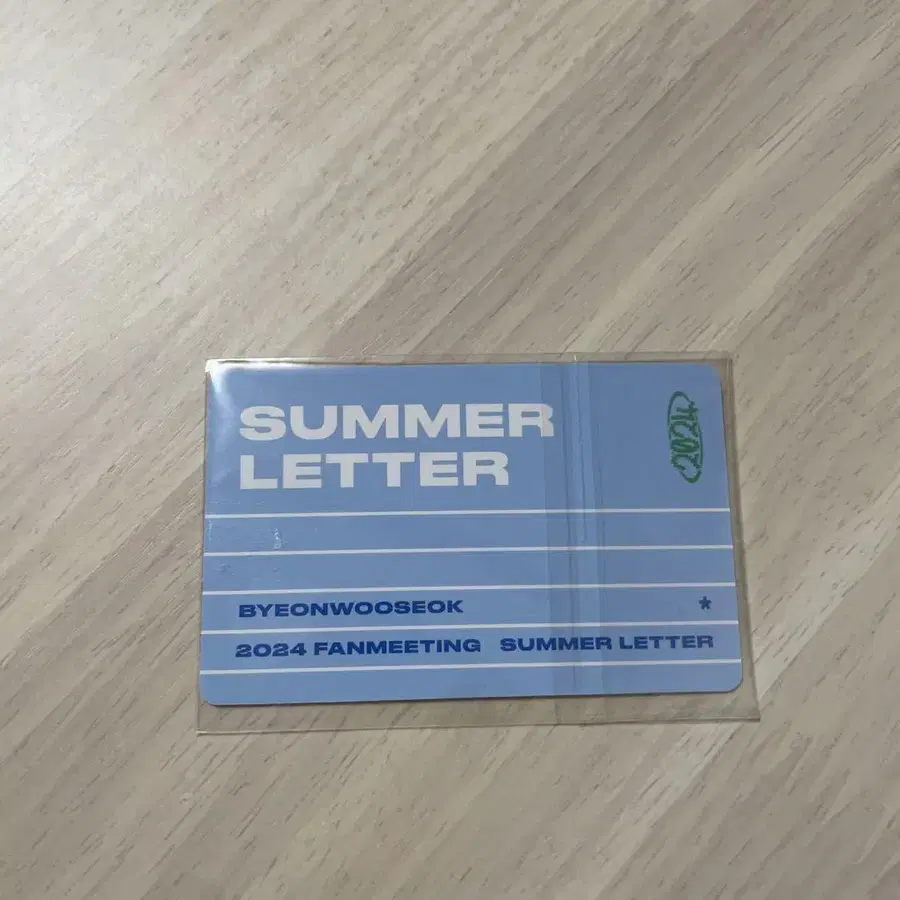 SUMMER
LETTER
2024
BYEONWOOSEOK *
2024 FANMEETING SUMMER LETTER